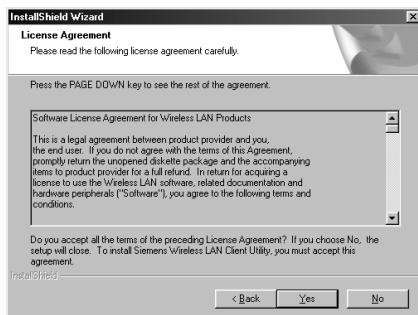 InstallShield Wizard
License Agreement
Please read the following license agreement carefully.
Press the PAGE DOWN key to see the rest of the agreement.
Software License Agreement for Wireless LAN Products
This is a legal agreement between product provider and you,
the end user.  If you do not agree with the terms of this Agreement,
promptly return the unopened diskette package and the accompanying
items to product provider for a full refund.  In return for acquiring a
license to use the Wireless LAN software, related documentation and
hardware peripherals ("Software"), you agree to the following terms and
conditions.
Do you accept all the terms of the preceding License Agreement?  If you choose No,  the
setup will close.  To install Siemens Wireless LAN Client Utility, you must accept this
agreement.
InstallShield
< Back
Yes
No